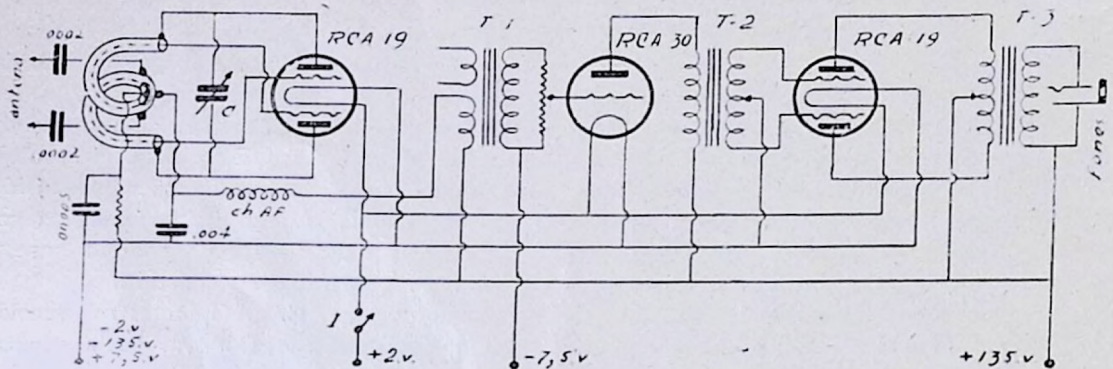 .0002
antena
.0002
C
RCA 19
T-1
RCA 30
T-2
RCA 19
T-3
Fones
ch AF
.004
I
-2.v
-135.v.
+7,5.v
+2.v.
-7,5.v
+135.v